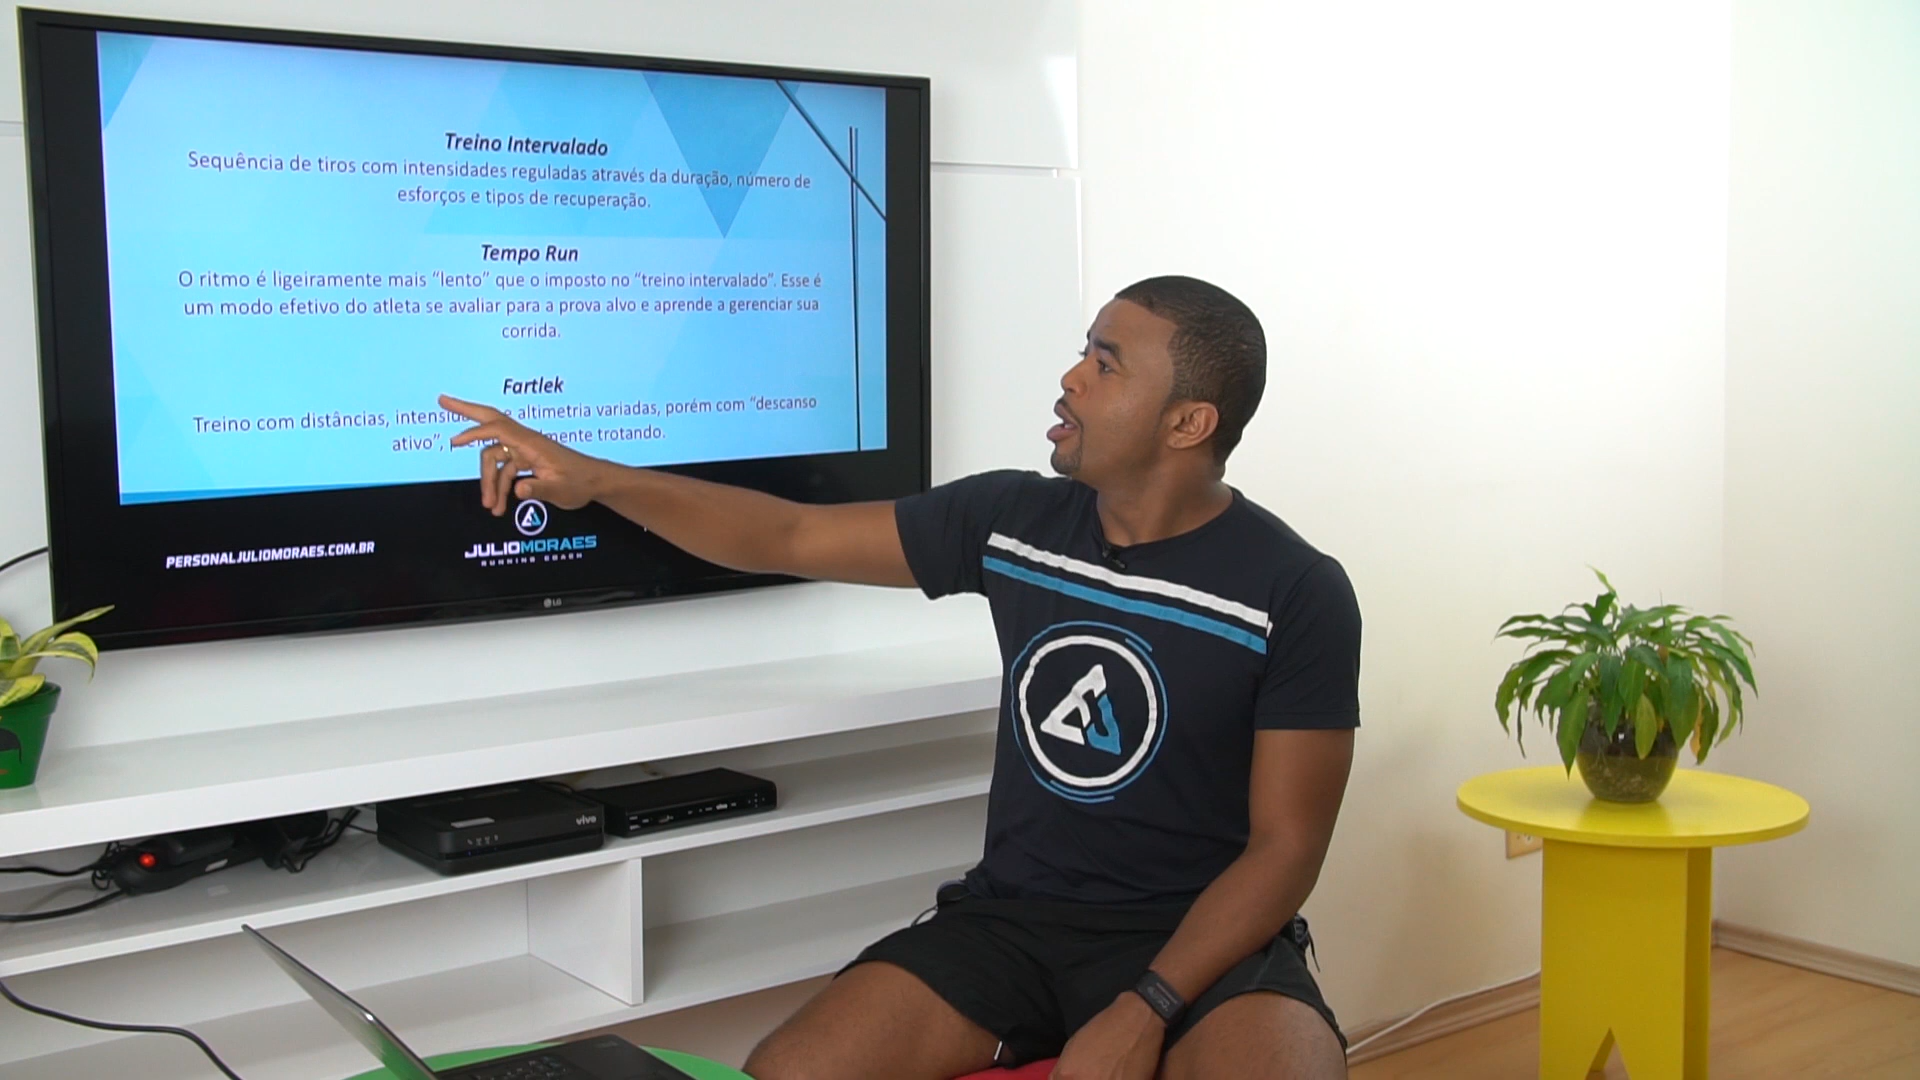 Treino Intervalado
Sequência de tiros com intensidades reguladas através da duração, número de
esforços e tipos de recuperação.
Tempo Run
O ritmo é ligeiramente mais “lento” que o imposto no “treino intervalado”. Esse é
um modo efetivo do atleta se avaliar para a prova alvo e aprende a gerenciar sua
corrida.
Fartlek
Treino com distâncias, e altimetria variadas, porém com “descanso
ativo”, trotando.
PERSONALJULIOMORAES.COM.BR
JULIOMORAES
RUNNING COACH
LG
vivo